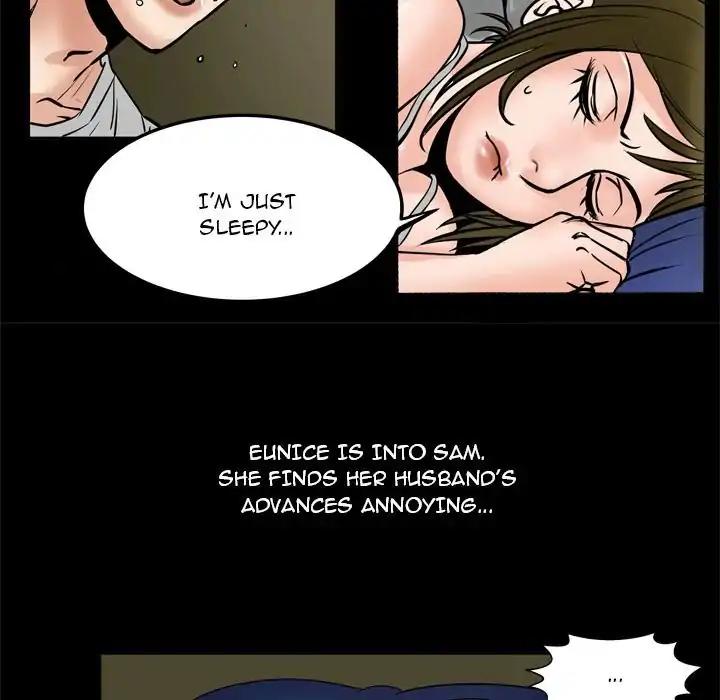 I'M JUST
SLEEPY...
EUNICE IS INTO SAM.
SHE FINDS HER HUSBAND'S
ADVANCES ANNOYING...
...